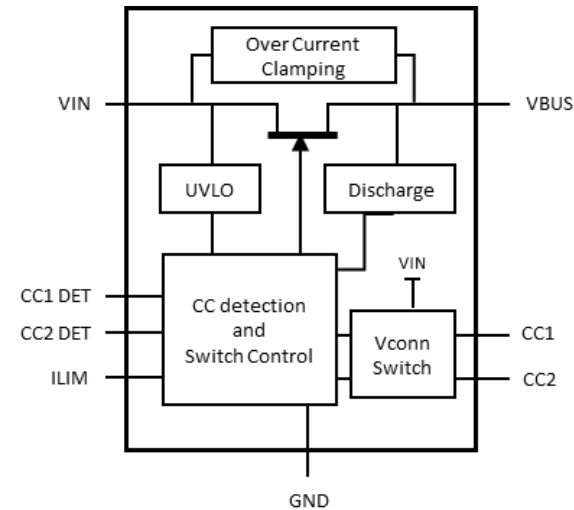 Over Current
Clamping
VIN
VBUS
UVLO
Discharge
VIN
CC1 DET
CC2 DET
ILIM
CC detection
and
Switch Control
Vconn
Switch
CC1
CC2
GND